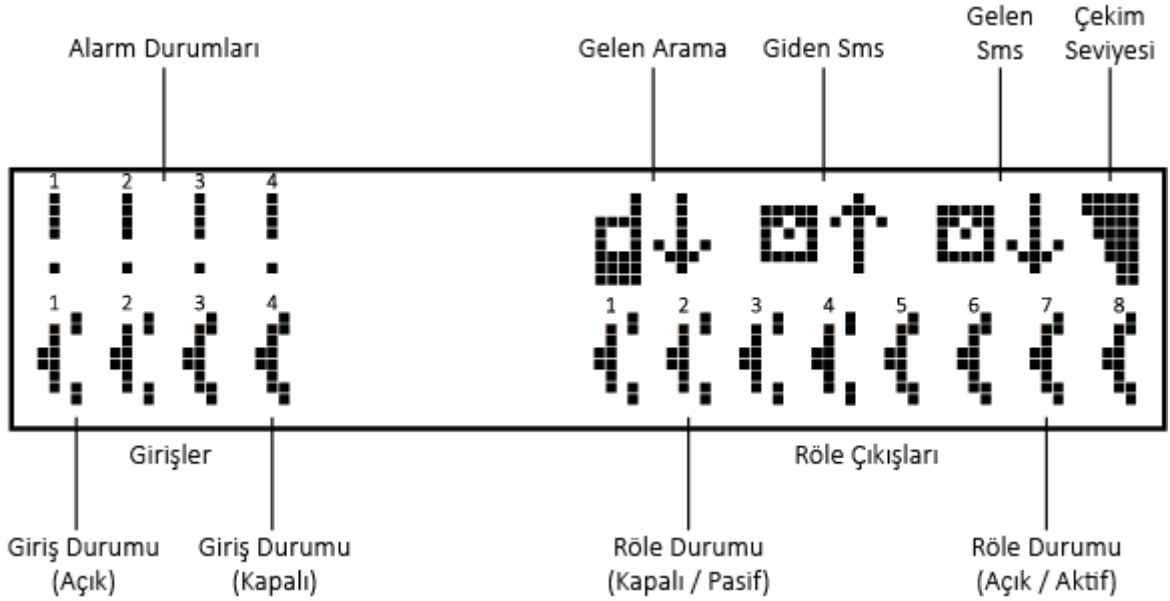 Alarm Durumları
Gelen Arama
Giden Sms
Gelen
Sms
Çekim
Seviyesi
1 2 3 4
1 2 3 4
1 2 3 4 5 6 7 8
Girişler
Röle Çıkışları
Giriş Durumu
(Açık)
Giriş Durumu
(Kapalı)
Röle Durumu
(Kapalı / Pasif)
Röle Durumu
(Açık / Aktif)